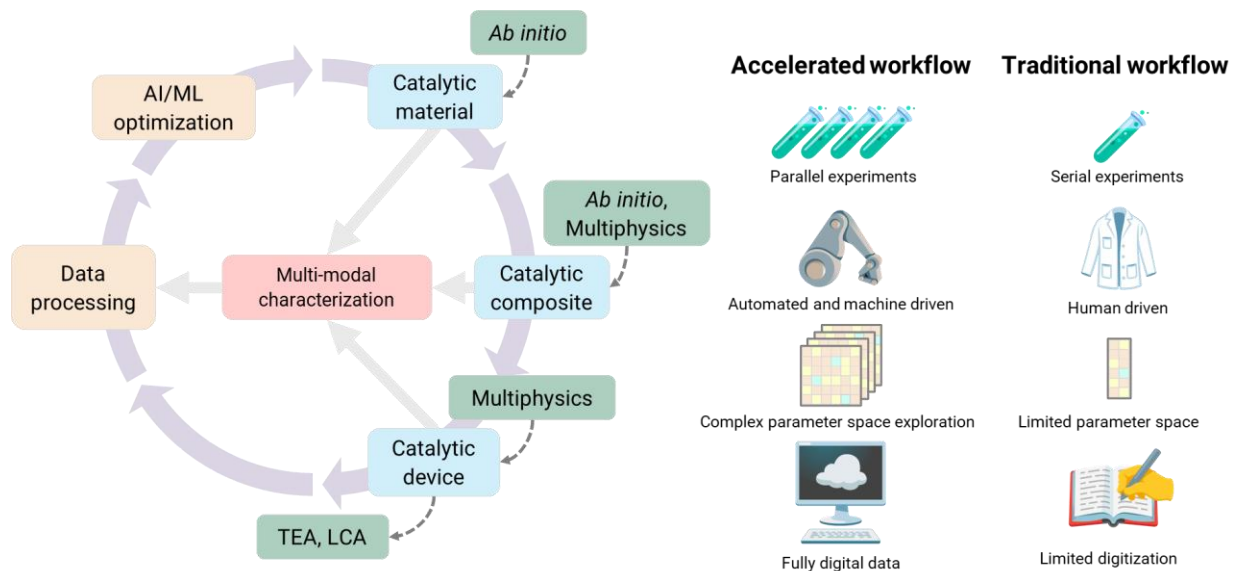 Ab initio
AI/ML
optimization
Catalytic
material
Ab initio,
Multiphysics
Data
processing
Multi-modal
characterization
Catalytic
composite
Multiphysics
Catalytic
device
TEA, LCA
Accelerated workflow
Traditional workflow
Parallel experiments
Serial experiments
Automated and machine driven
Human driven
Complex parameter space exploration
Limited parameter space
Fully digital data
Limited digitization